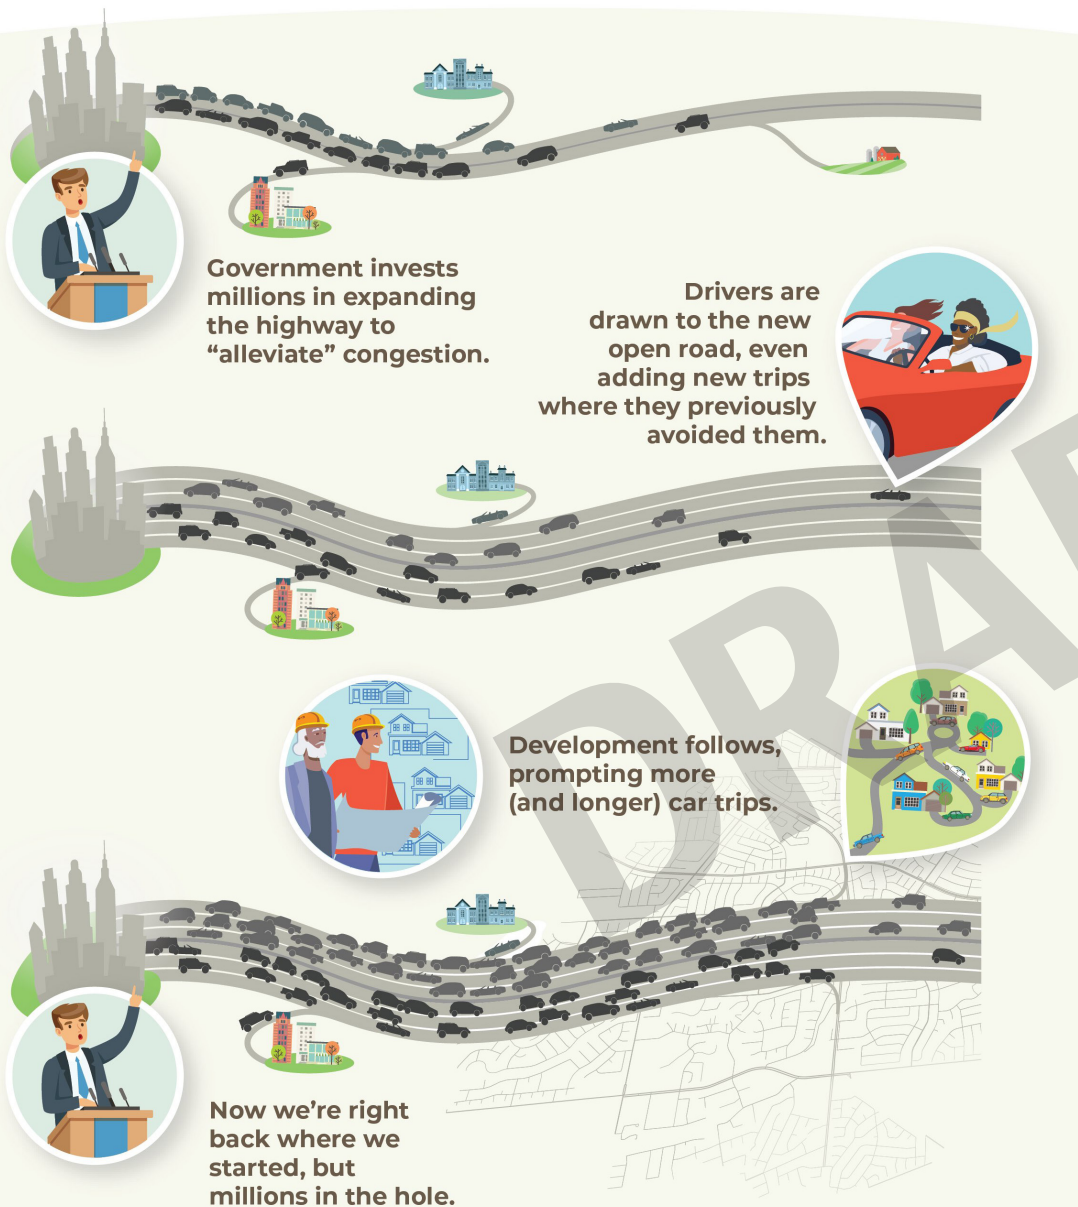 Government invests
millions in expanding
the highway to
“alleviate” congestion.
Drivers are
drawn to the new
open road, even
adding new trips
where they previously
avoided them.
Development follows,
prompting more
(and longer) car trips.
Now we’re right
back where we
started, but
millions in the hole.
DRA